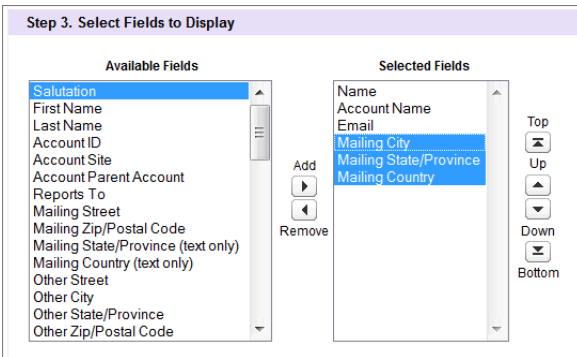 Step 3. Select Fields to Display
Available Fields
Salutation
First Name
Last Name
Account ID
Account Site
Account Parent Account
Reports To
Mailing Street
Mailing Zip/Postal Code
Mailing State/Province (text only)
Mailing Country (text only)
Other Street
Other City
Other State/Province
Other Zip/Postal Code
Add
Remove
Selected Fields
Name
Account Name
Email
Mailing City
Mailing State/Province
Mailing Country
Top
Up
Down
Bottom